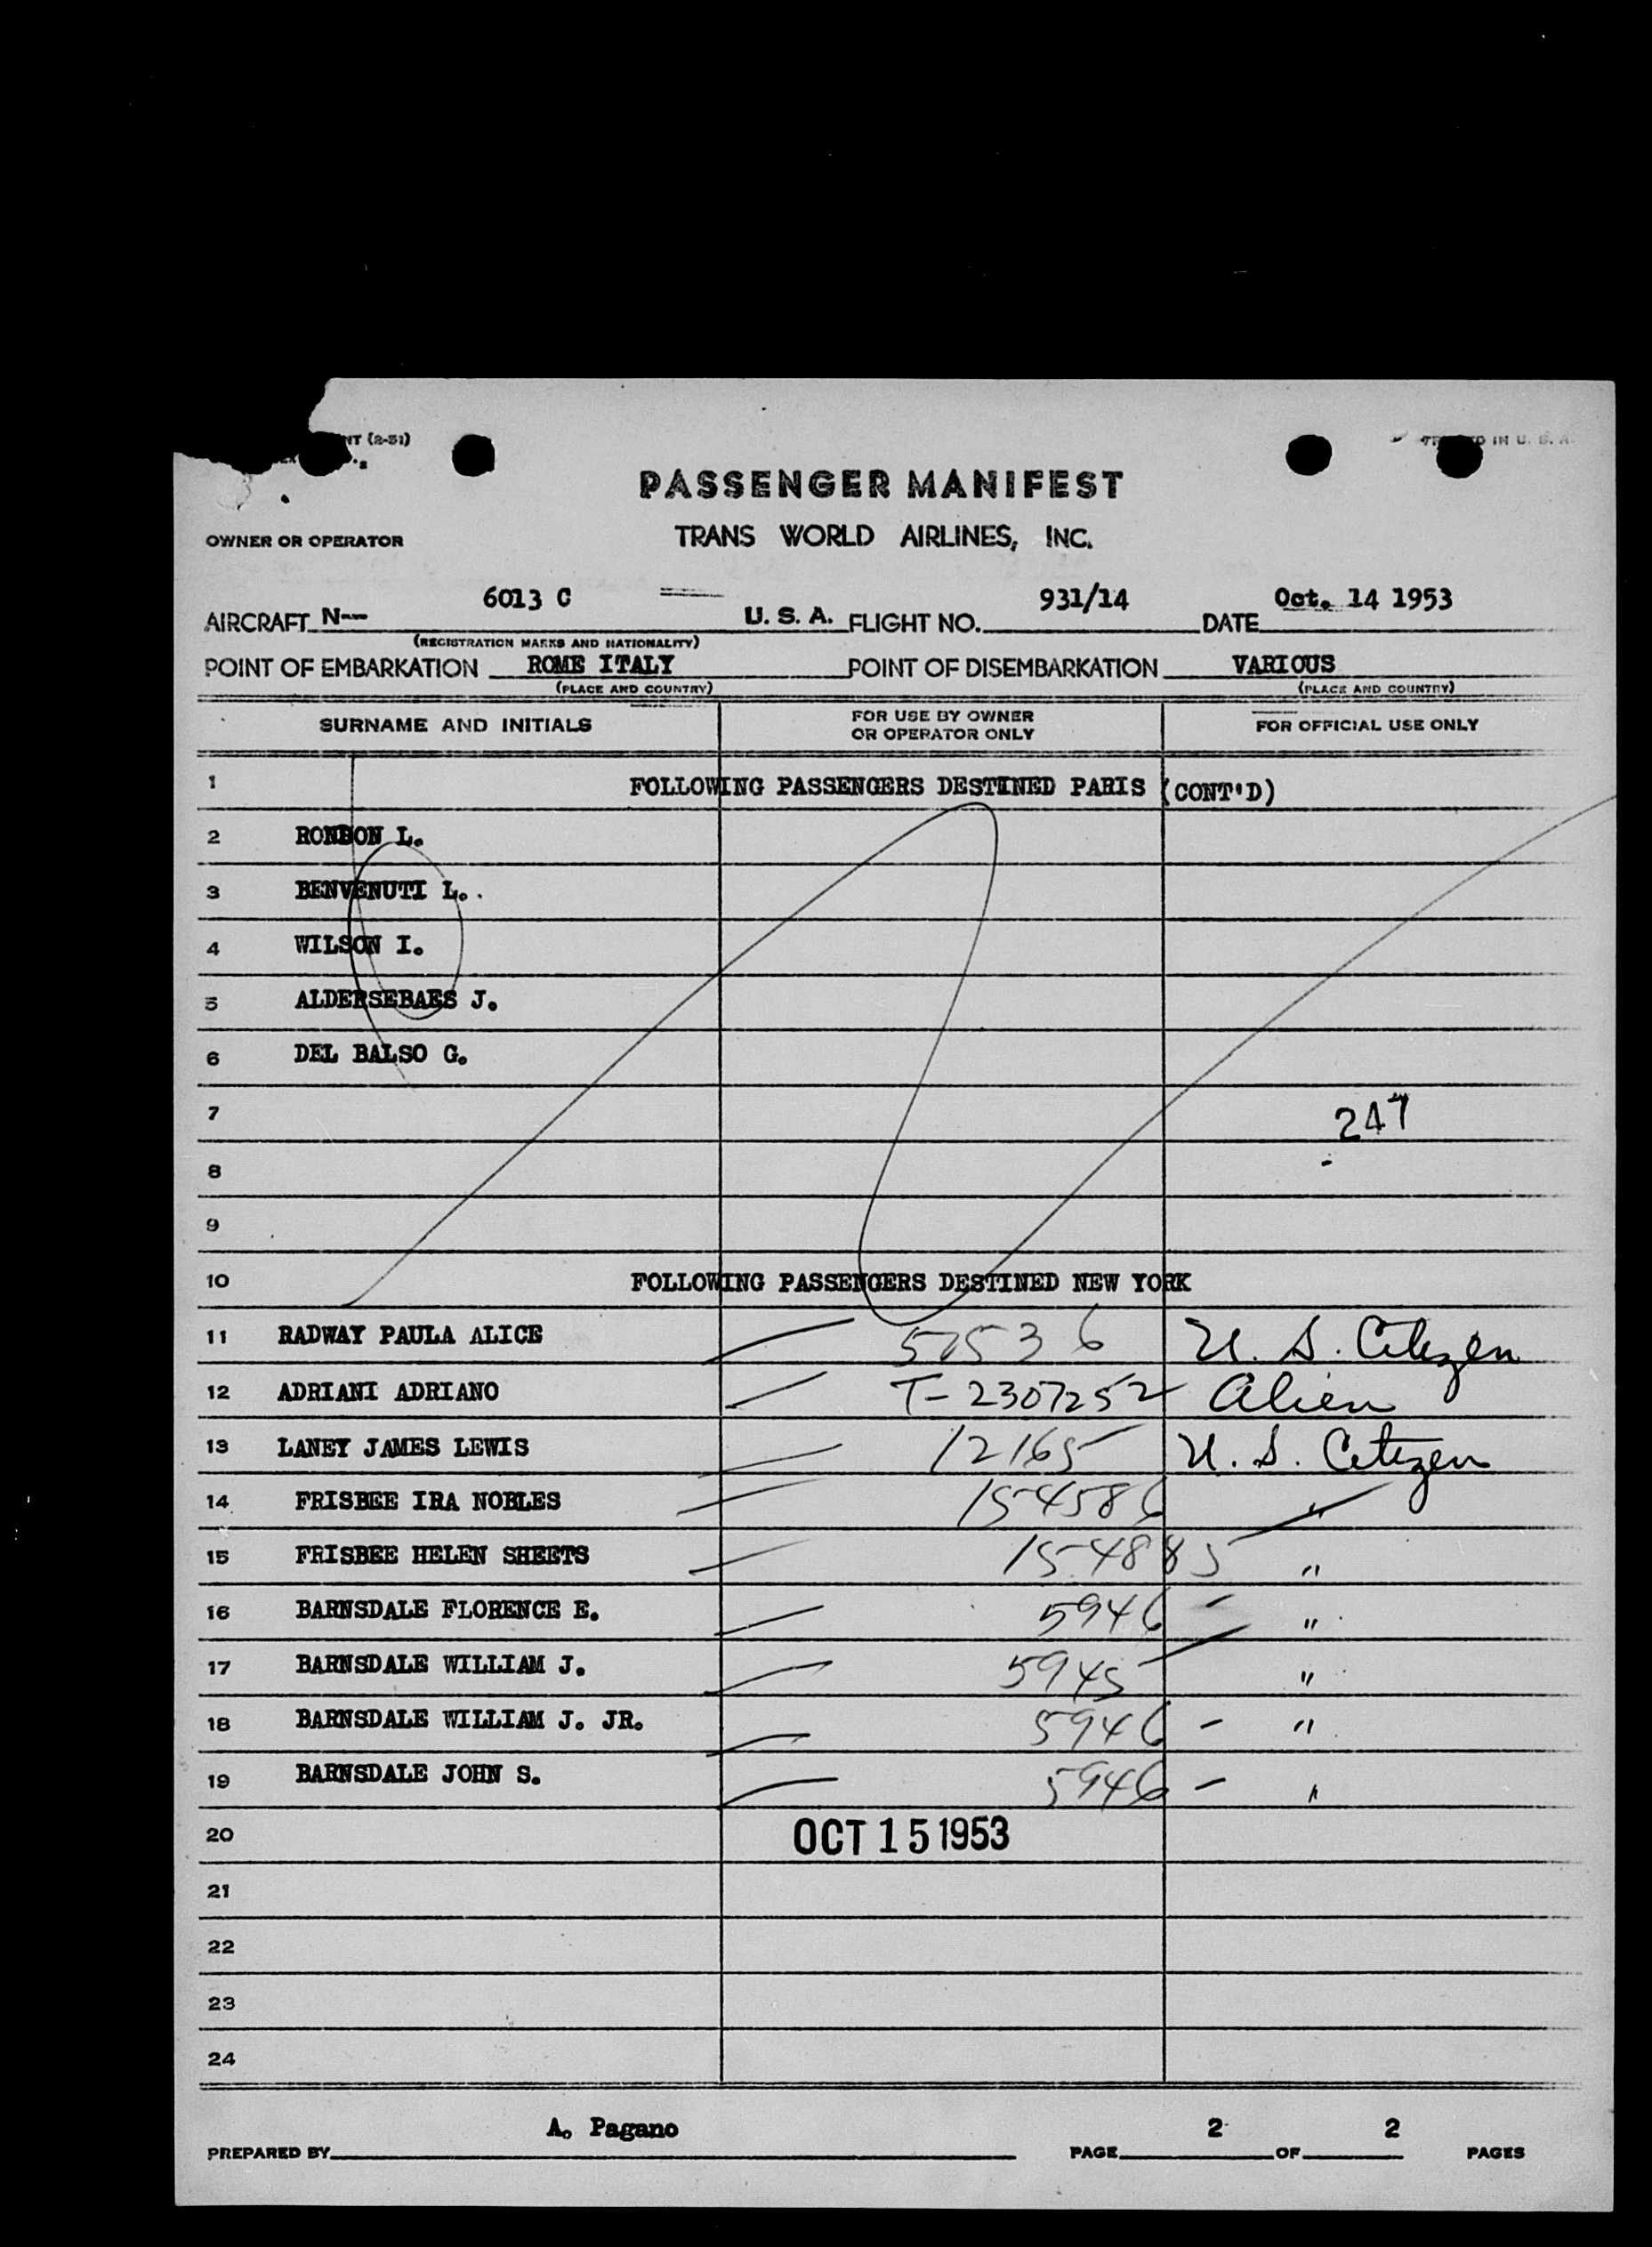 NT (2-51)
IN U. S. A.
PASSENGER MANIFEST
OWNER OR OPERATOR TRANS WORLD AIRLINES, INC.
AIRCRAFT N-- 6013 C U. S. A. FLIGHT NO. 931/14 DATE Oct. 14 1953
(REGISTRATION MARKS AND NATIONALITY)
POINT OF EMBARKATION ROME ITALY POINT OF DISEMBARKATION VARIOUS
(PLACE AND COUNTRY) (PLACE AND COUNTRY)
SURNAME AND INITIALS FOR USE BY OWNER OR OPERATOR ONLY FOR OFFICIAL USE ONLY
1 FOLLOWING PASSENGERS DESTINED PARIS (CONT'D)
2 RONDON L.
3 BENVENUTI L.
4 WILSON I.
5 ALDERSEBAES J.
6 DEL BALSO G.
7 247
8
9
10 FOLLOWING PASSENGERS DESTINED NEW YORK
11 RADWAY PAULA ALICE 57536 U. S. Citizen
12 ADRIANI ADRIANO T-2307252 Alien
13 LANEY JAMES LEWIS 12165 U. S. Citizen
14 FRISBEE IRA NOBLES 154586 "
15 FRISBEE HELEN SHEETS 154885 "
16 BARNSDALE FLORENCE E. 5946 - "
17 BARNSDALE WILLIAM J. 5945 "
18 BARNSDALE WILLIAM J. JR. 5946 - "
19 BARNSDALE JOHN S. 5946 - "
20 OCT 15 1953
21
22
23
24
PREPARED BY A. Pagano PAGE 2 OF 2 PAGES